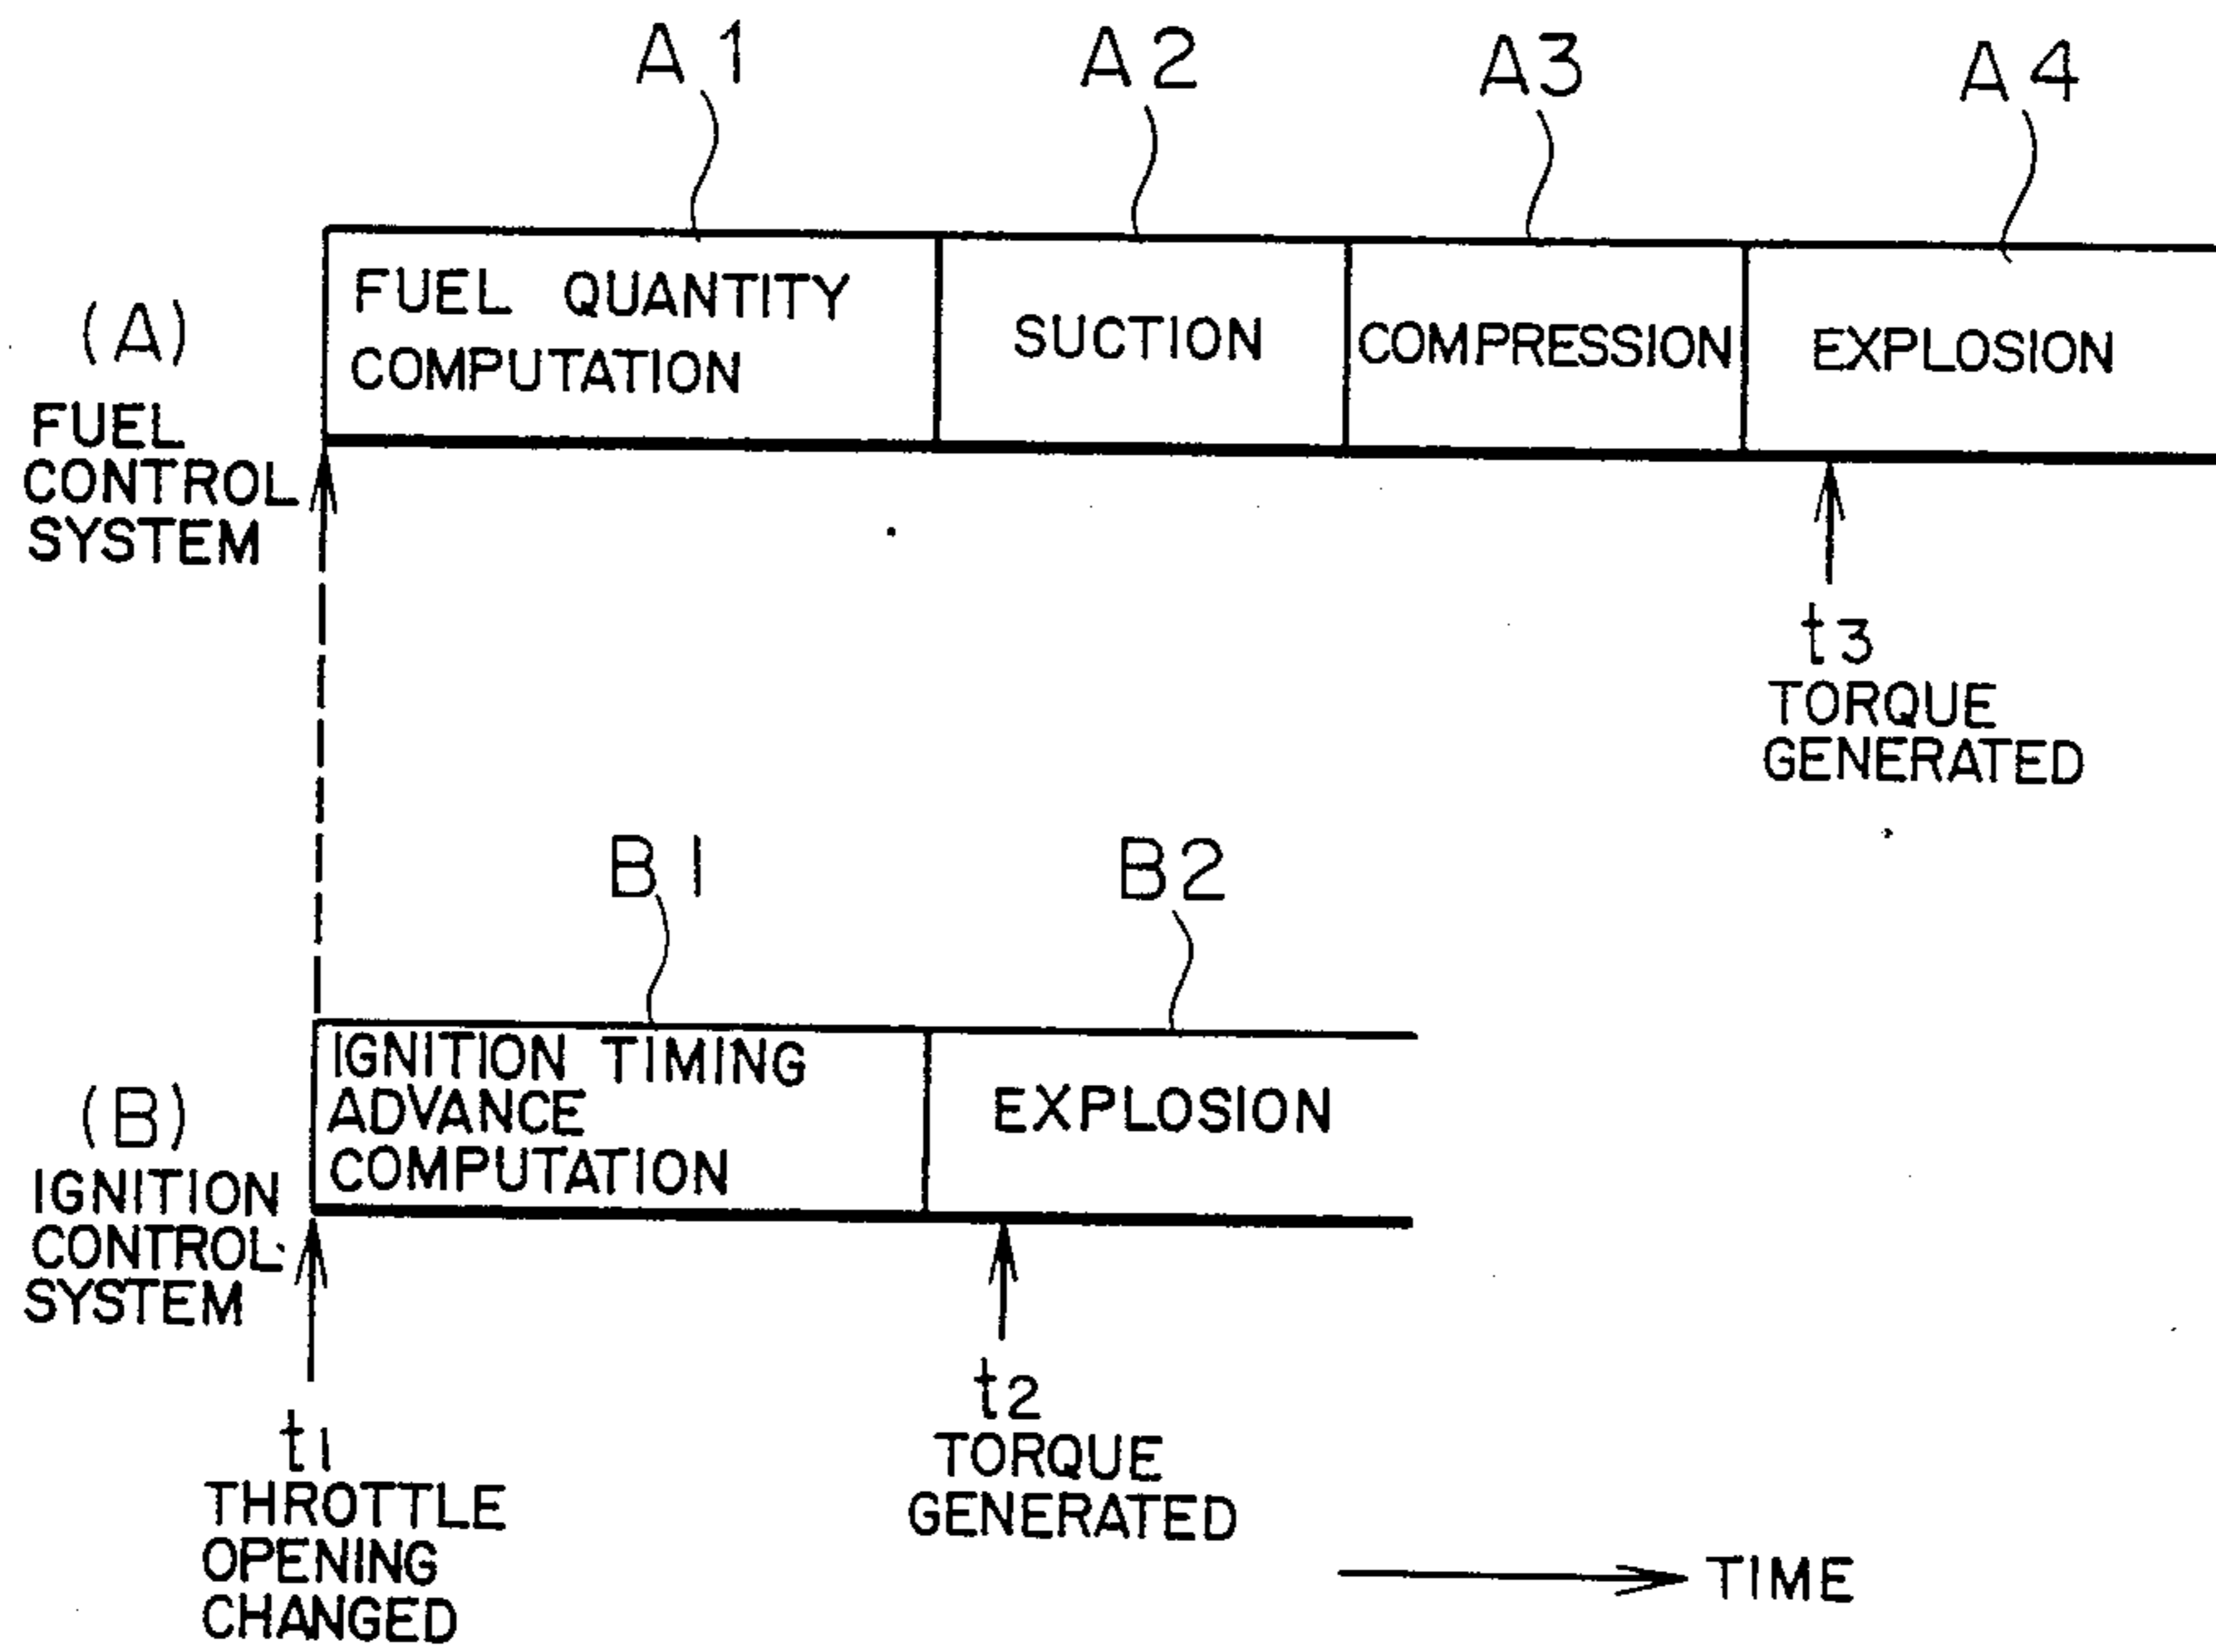 A1 A2 A3 A4
(A)
FUEL
CONTROL
SYSTEM
FUEL QUANTITY
COMPUTATION
SUCTION
COMPRESSION
EXPLOSION
t3
TORQUE
GENERATED
B1 B2
(B)
IGNITION
CONTROL
SYSTEM
IGNITION TIMING
ADVANCE
COMPUTATION
EXPLOSION
t1
THROTTLE
OPENING
CHANGED
t2
TORQUE
GENERATED
TIME